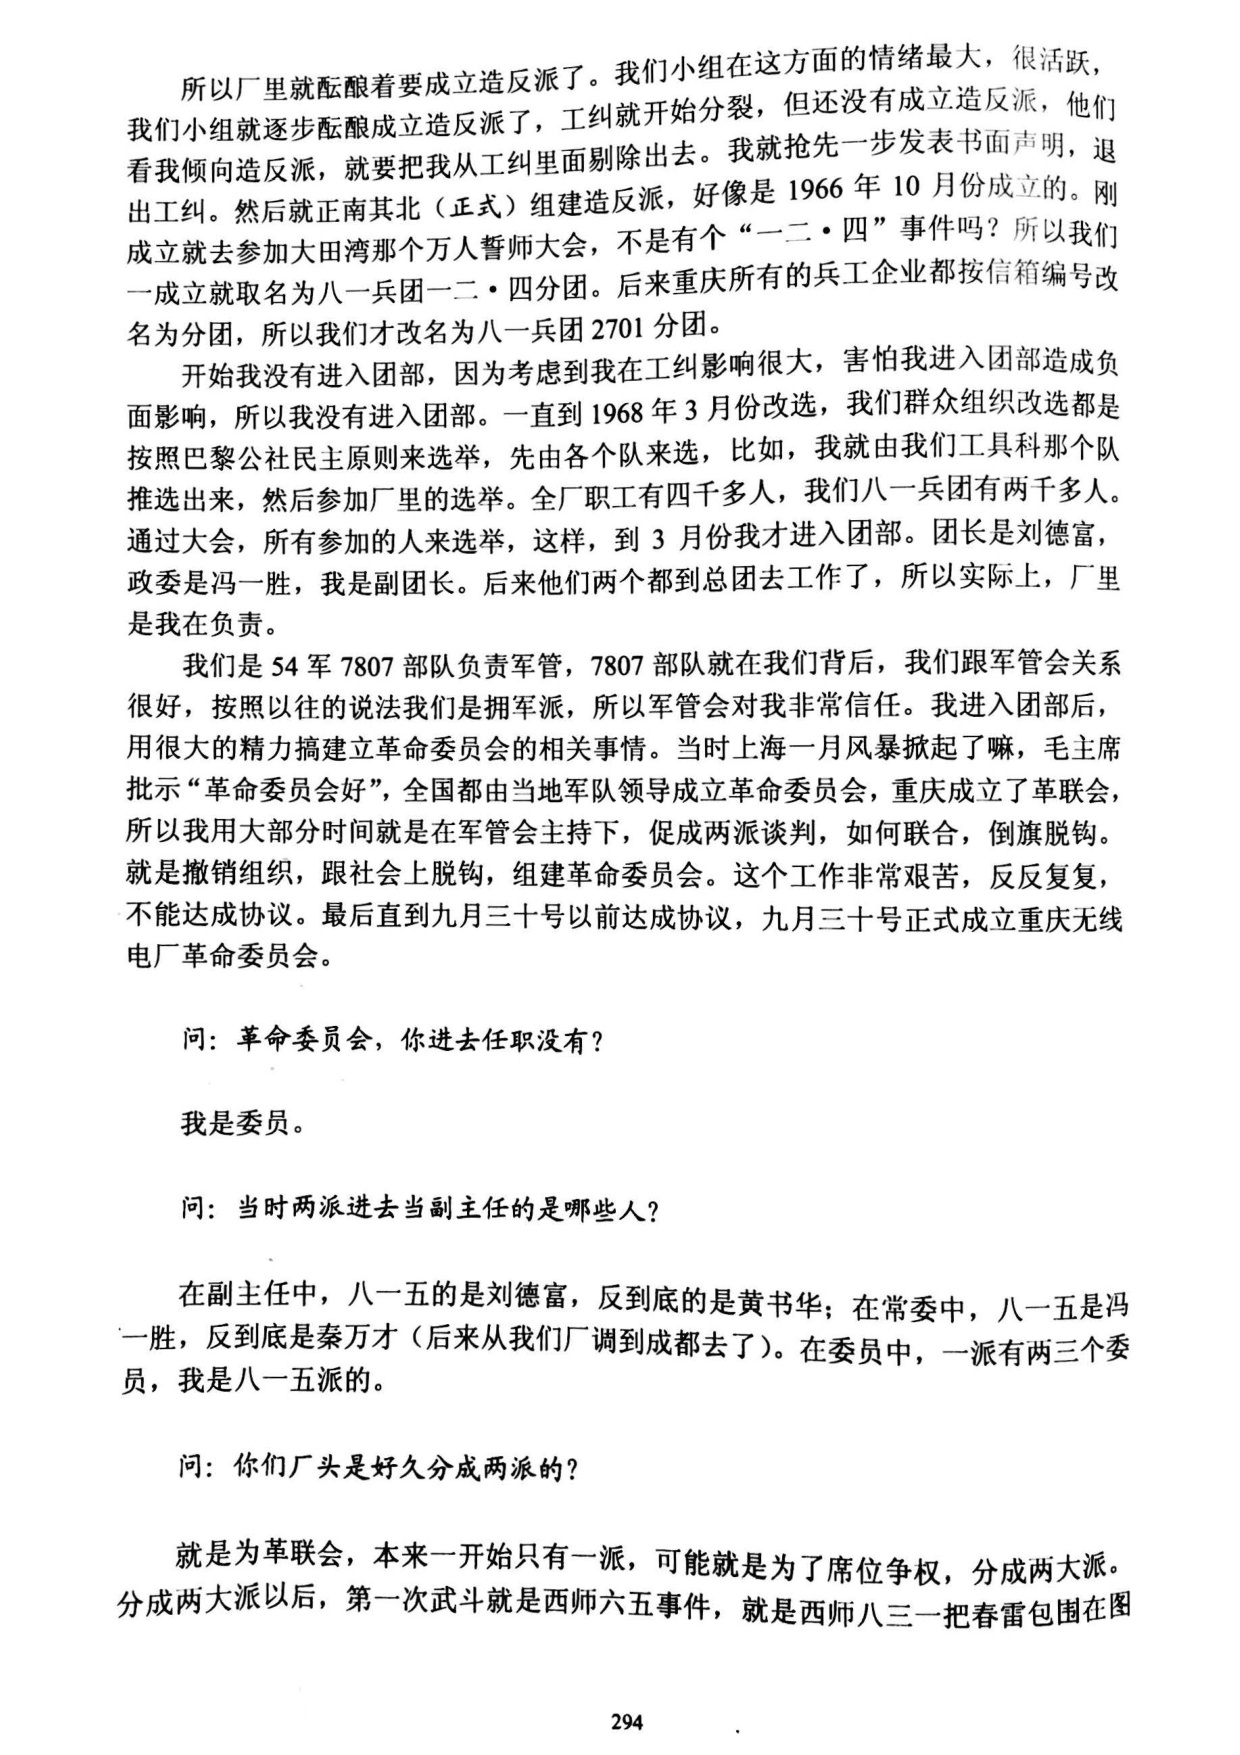 所以厂里就酝酿着要成立造反派了。我们小组在这方面的情绪最大，很活跃，
我们小组就逐步酝酿成立造反派了，工纠就开始分裂，但还没有成立造反派，他们
看我倾向造反派，就要把我从工纠里面剔除出去。我就抢先一步发表书面声明，退
出工纠。然后就正南其北（正式）组建造反派，好像是 1966 年 10 月份成立的。刚
成立就去参加大田湾那个万人誓师大会，不是有个“一二·四”事件吗？所以我们
一成立就取名为八一兵团一二·四分团。后来重庆所有的兵工企业都按信箱编号改
名为分团，所以我们才改名为八一兵团 2701 分团。
开始我没有进入团部，因为考虑到我在工纠影响很大，害怕我进入团部造成负
面影响，所以我没有进入团部。一直到 1968 年 3 月份改选，我们群众组织改选都是
按照巴黎公社民主原则来选举，先由各个队来选，比如，我就由我们工具科那个队
推选出来，然后参加厂里的选举。全厂职工有四千多人，我们八一兵团有两千多人。
通过大会，所有参加的人来选举，这样，到 3 月份我才进入团部。团长是刘德富，
政委是冯一胜，我是副团长。后来他们两个都到总团去工作了，所以实际上，厂里
是我在负责。
我们是 54 军 7807 部队负责军管，7807 部队就在我们背后，我们跟军管会关系
很好，按照以往的说法我们是拥军派，所以军管会对我非常信任。我进入团部后，
用很大的精力搞建立革命委员会的相关事情。当时上海一月风暴掀起了嘛，毛主席
批示“革命委员会好”，全国都由当地军队领导成立革命委员会，重庆成立了革联会，
所以我用大部分时间就是在军管会主持下，促成两派谈判，如何联合，倒旗脱钩。
就是撤销组织，跟社会上脱钩，组建革命委员会。这个工作非常艰苦，反反复复，
不能达成协议。最后直到九月三十号以前达成协议，九月三十号正式成立重庆无线
电厂革命委员会。
问：革命委员会，你进去任职没有？
我是委员。
问：当时两派进去当副主任的是哪些人？
在副主任中，八一五的是刘德富，反到底的是黄书华；在常委中，八一五是冯
一胜，反到底是秦万才（后来从我们厂调到成都去了）。在委员中，一派有两三个委
员，我是八一五派的。
问：你们厂头是好久分成两派的？
就是为革联会，本来一开始只有一派，可能就是为了席位争权，分成两大派。
分成两大派以后，第一次武斗就是西师六五事件，就是西师八三一把春雷包围在图
294